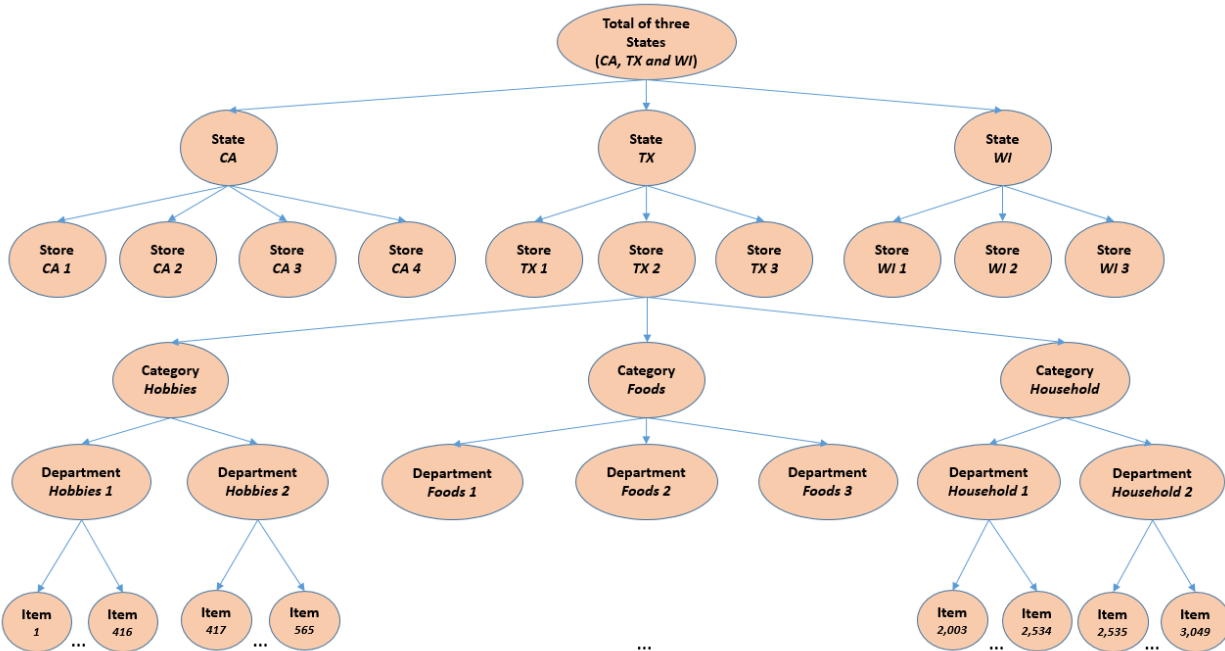 Total of three
States
(CA, TX and WI)
State
CA
State
TX
State
WI
Store
CA 1
Store
CA 2
Store
CA 3
Store
CA 4
Store
TX 1
Store
TX 2
Store
TX 3
Store
WI 1
Store
WI 2
Store
WI 3
Category
Hobbies
Category
Foods
Category
Household
Department
Hobbies 1
Department
Hobbies 2
Department
Foods 1
Department
Foods 2
Department
Foods 3
Department
Household 1
Department
Household 2
Item
1
...
Item
416
Item
417
...
Item
565
...
Item
2,003
...
Item
2,534
Item
2,535
...
Item
3,049